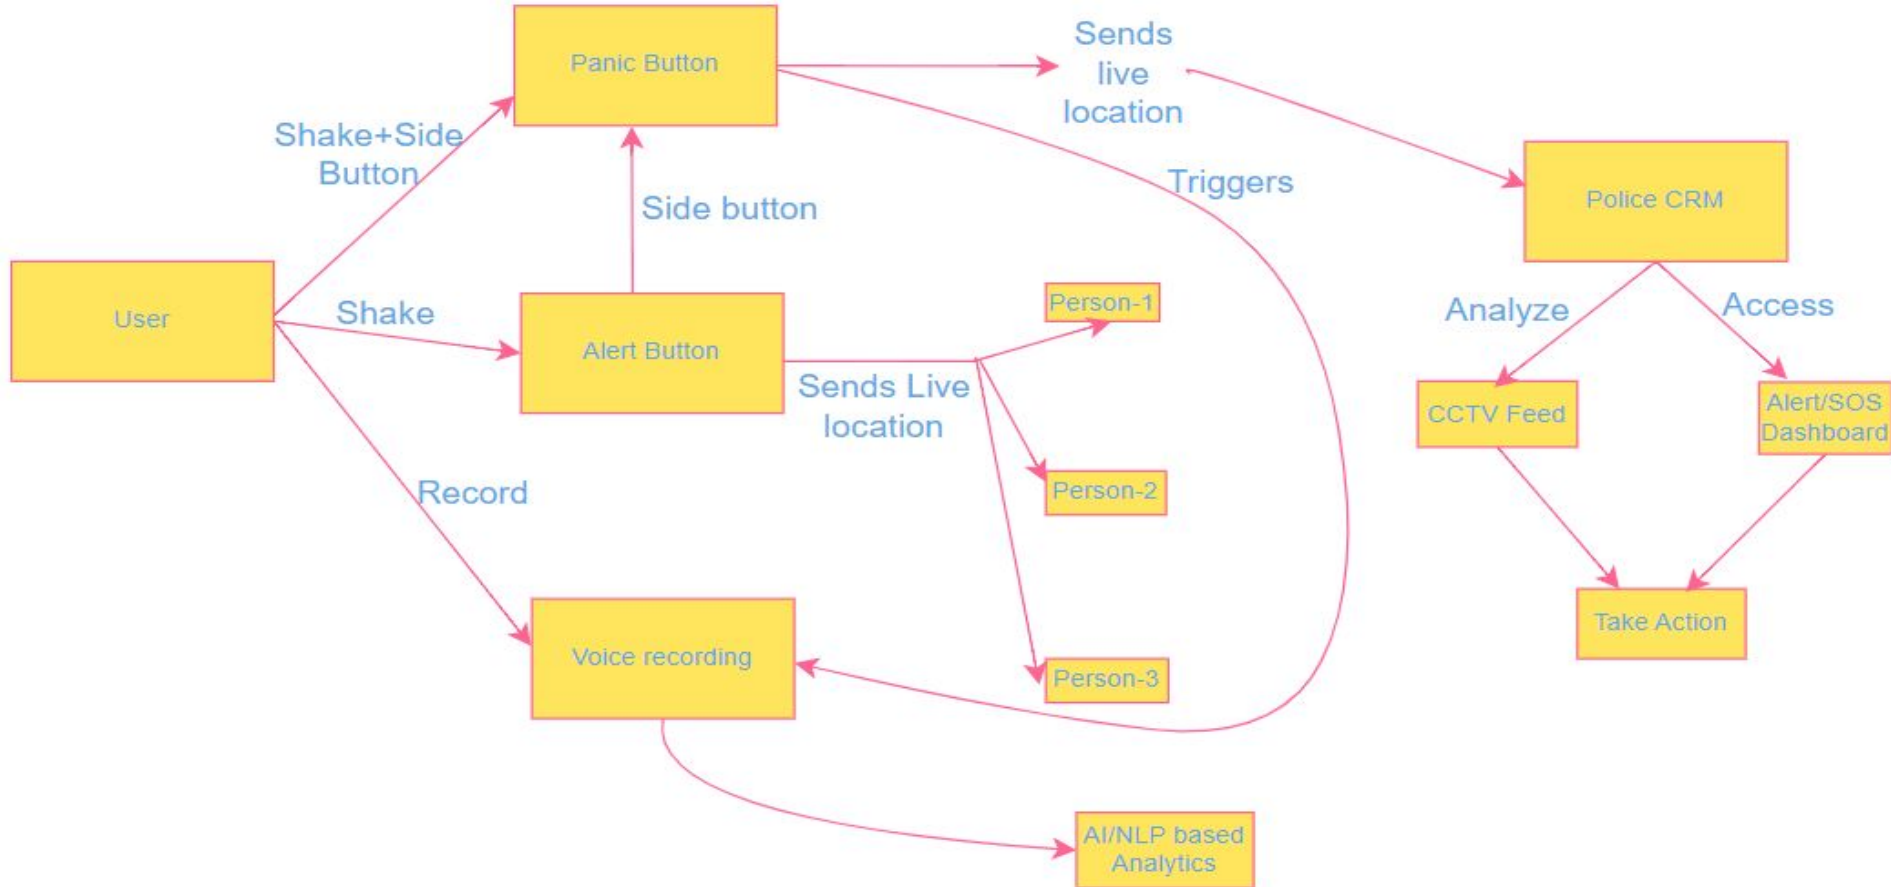 Panic Button
Sends
live
location
Shake+Side
Button
Triggers
Police CRM
Side button
User
Shake
Alert Button
Person-1
Analyze
Access
Sends Live
location
CCTV Feed
Alert/SOS
Dashboard
Record
Person-2
Take Action
Voice recording
Person-3
AI/NLP based
Analytics